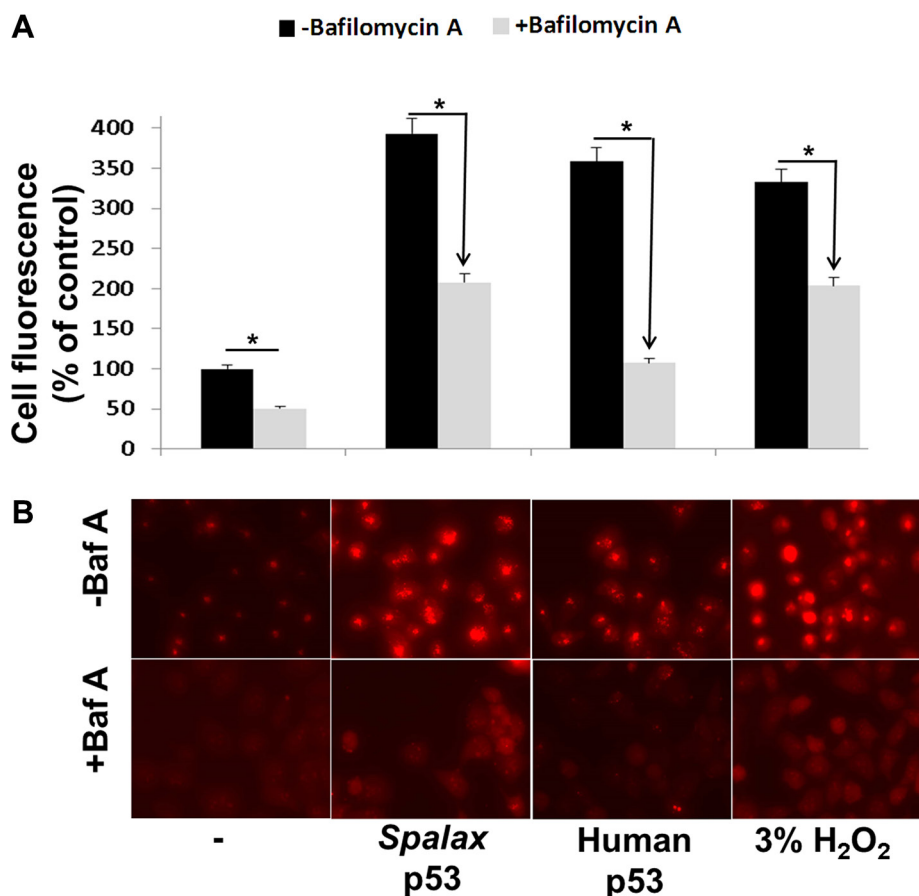 A
-Bafilomycin A +Bafilomycin A
Cell fluorescence
(% of control)
400
350
300
250
200
150
100
50
0
*
*
*
*
B
-Baf A
+Baf A
- Spalax Human 3% H₂O₂
p53 p53